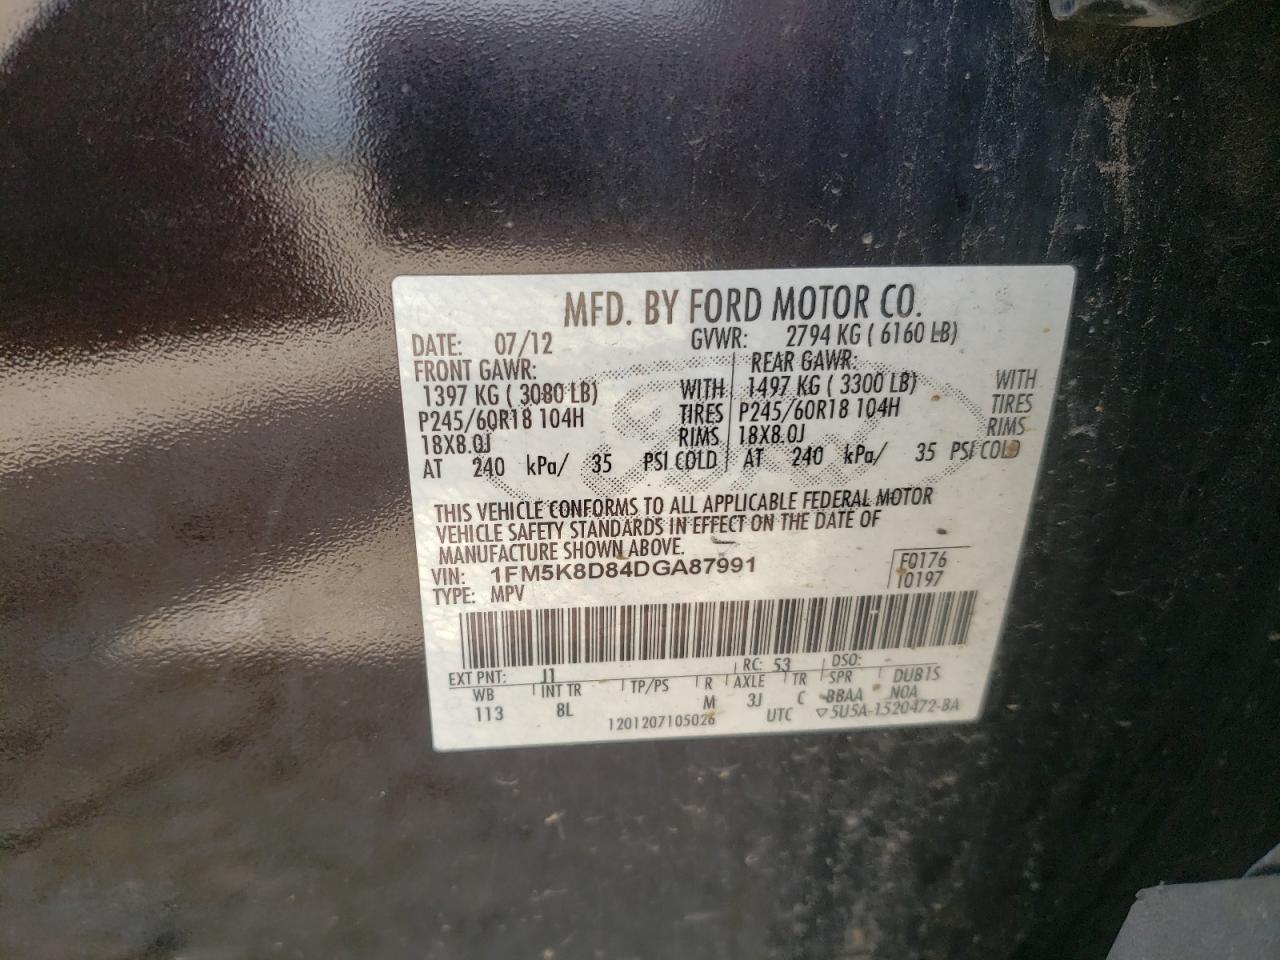 MFD. BY FORD MOTOR CO.
DATE: 07/12 GVWR: 2794 KG ( 6160 LB)
FRONT GAWR: REAR GAWR:
1397 KG ( 3080 LB) WITH 1497 KG ( 3300 LB) WITH
P245/60R18 104H TIRES P245/60R18 104H TIRES
18X8.0J RIMS 18X8.0J RIMS
AT 240 kPa/ 35 PSI COLD AT 240 kPa/ 35 PSI COLD
THIS VEHICLE CONFORMS TO ALL APPLICABLE FEDERAL MOTOR
VEHICLE SAFETY STANDARDS IN EFFECT ON THE DATE OF
MANUFACTURE SHOWN ABOVE.
VIN: 1FM5K8D84DGA87991 F0176
TYPE: MPV T0197
EXT PNT: J1 RC: 53 DSO:
WB INT TR TP/PS R AXLE TR SPR DUB1S
113 8L M 3J C BBAA N0A
1201207105026 UTC ▽5U5A-1520472-BA